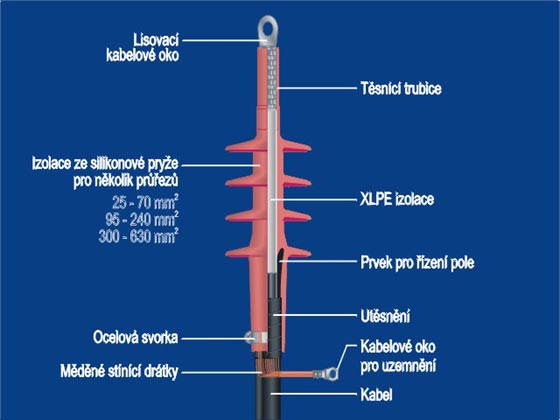 Lisovací
kabelové oko
Těsnící trubice
Izolace ze silikonové pryže
pro několik průřezů
25 - 70 mm²
95 - 240 mm²
300 - 630 mm²
XLPE izolace
Prvek pro řízení pole
Utěsnění
Ocelová svorka
Kabelové oko
pro uzemnění
Měděné stínící drátky
Kabel